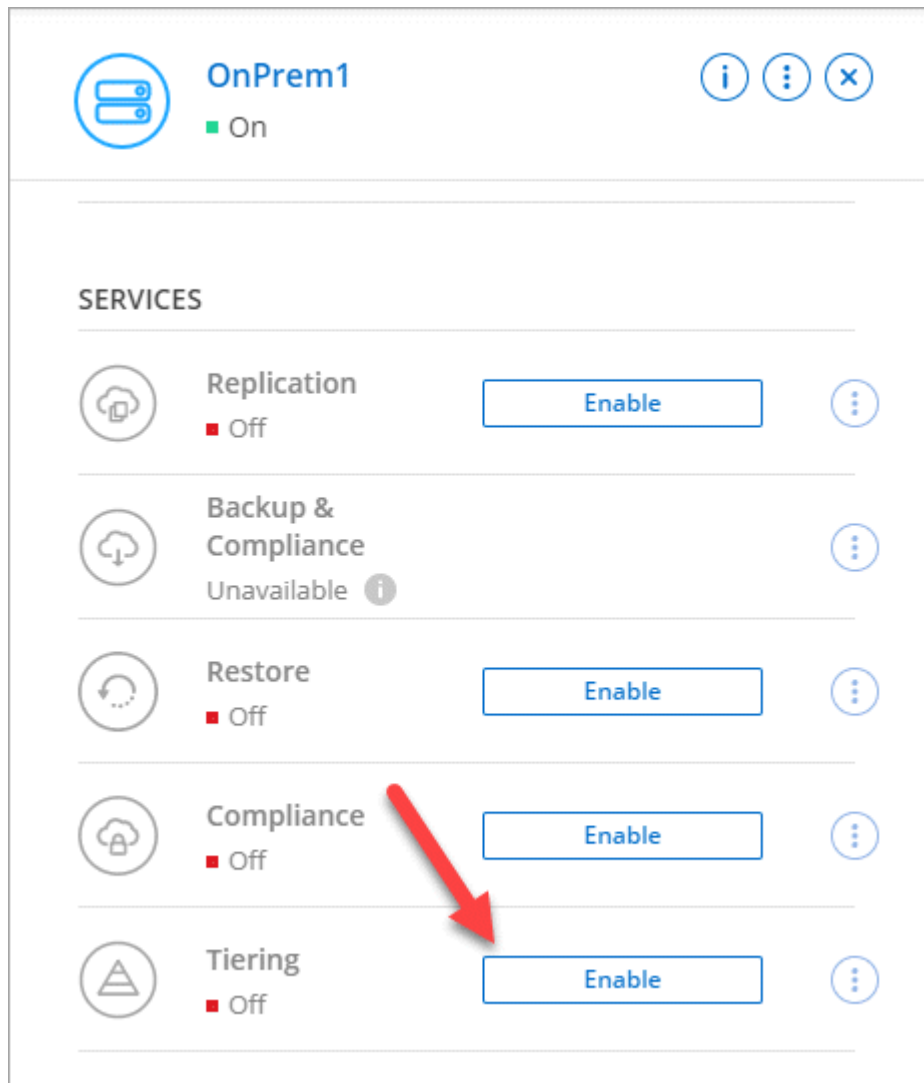 OnPrem1
On
SERVICES
Replication
Off
Enable
Backup &
Compliance
Unavailable
Restore
Off
Enable
Compliance
Off
Enable
Tiering
Off
Enable